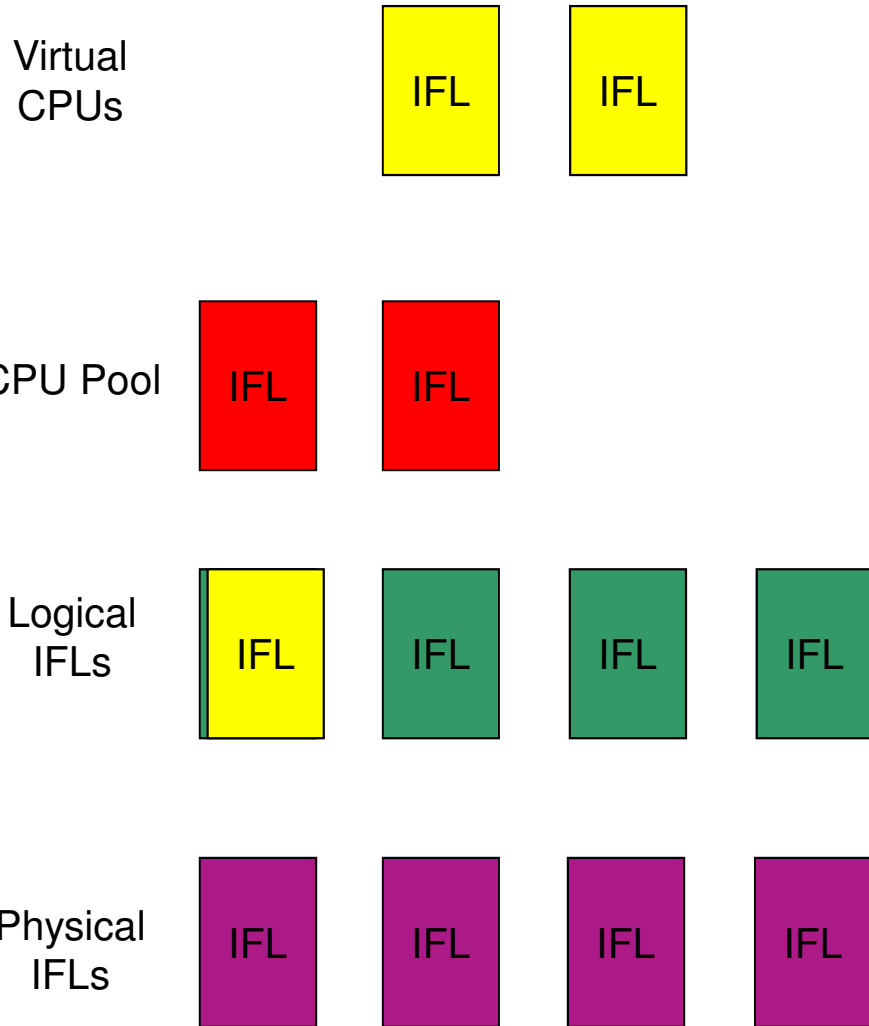 Virtual
CPUs
IFL IFL
CPU Pool
IFL IFL
Logical
IFLs
IFL IFL IFL IFL
Physical
IFLs
IFL IFL IFL IFL